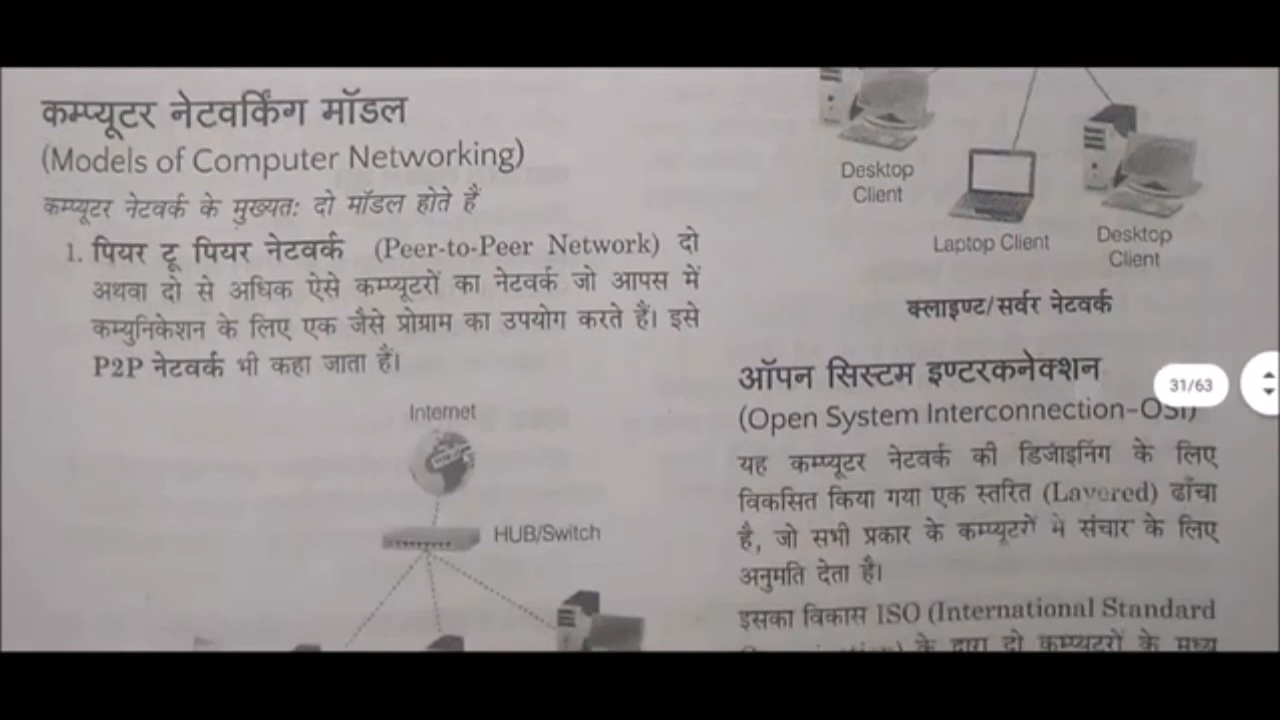 कम्प्यूटर नेटवर्किंग मॉडल
(Models of Computer Networking)
कम्प्यूटर नेटवर्क के मुख्यतः दो मॉडल होते हैं
1. पियर टू पियर नेटवर्क (Peer-to-Peer Network) दो
अथवा दो से अधिक ऐसे कम्प्यूटरों का नेटवर्क जो आपस में
कम्युनिकेशन के लिए एक जैसे प्रोग्राम का उपयोग करते हैं। इसे
P2P नेटवर्क भी कहा जाता हैं।
Internet
HUB/Switch
Desktop
Client
Laptop Client
Desktop
Client
क्लाइण्ट/सर्वर नेटवर्क
ऑपन सिस्टम इण्टरकनेक्शन
(Open System Interconnection-OSI)
31/63
यह कम्प्यूटर नेटवर्क की डिजाइनिंग के लिए
विकसित किया गया एक स्तरित (Layered) ढाँचा
है, जो सभी प्रकार के कम्प्यूटरों में संचार के लिए
अनुमति देता है।
इसका विकास ISO (International Standard
के द्वारा दो कम्प्यूटरों के मध्य